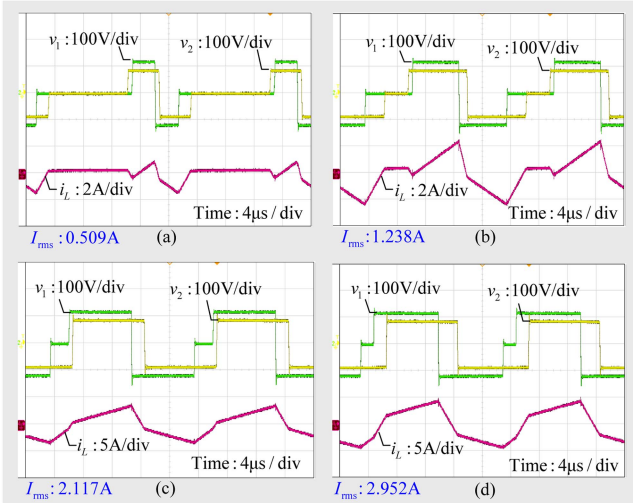 v1 :100V/div
v2 :100V/div
iL : 2A/div
Time : 4μs / div
Irms : 0.509A
(a)
v1 :100V/div
v2 :100V/div
iL : 2A/div
Time : 4μs / div
Irms : 1.238A
(b)
v1 :100V/div
v2 :100V/div
iL : 5A/div
Time : 4μs / div
Irms : 2.117A
(c)
v1 :100V/div
v2 :100V/div
iL : 5A/div
Time : 4μs / div
Irms : 2.952A
(d)